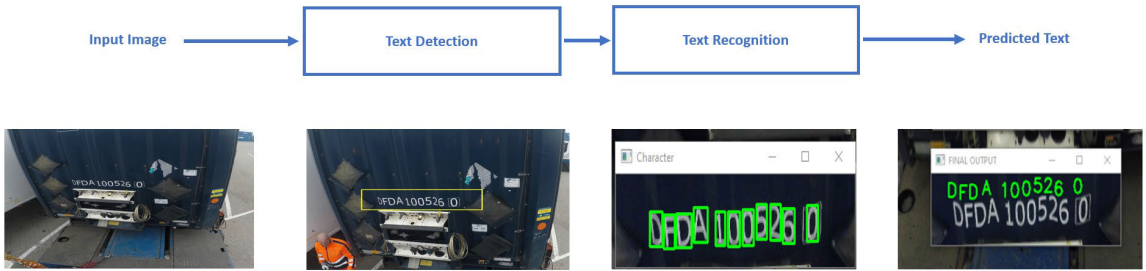 Input Image
Text Detection
Text Recognition
Predicted Text
DFDA 100526 0
DFDA 100526 0
Character
DFDA 100526 0
FINAL OUTPUT
DFDA 100526 0
DFDA 100526 0